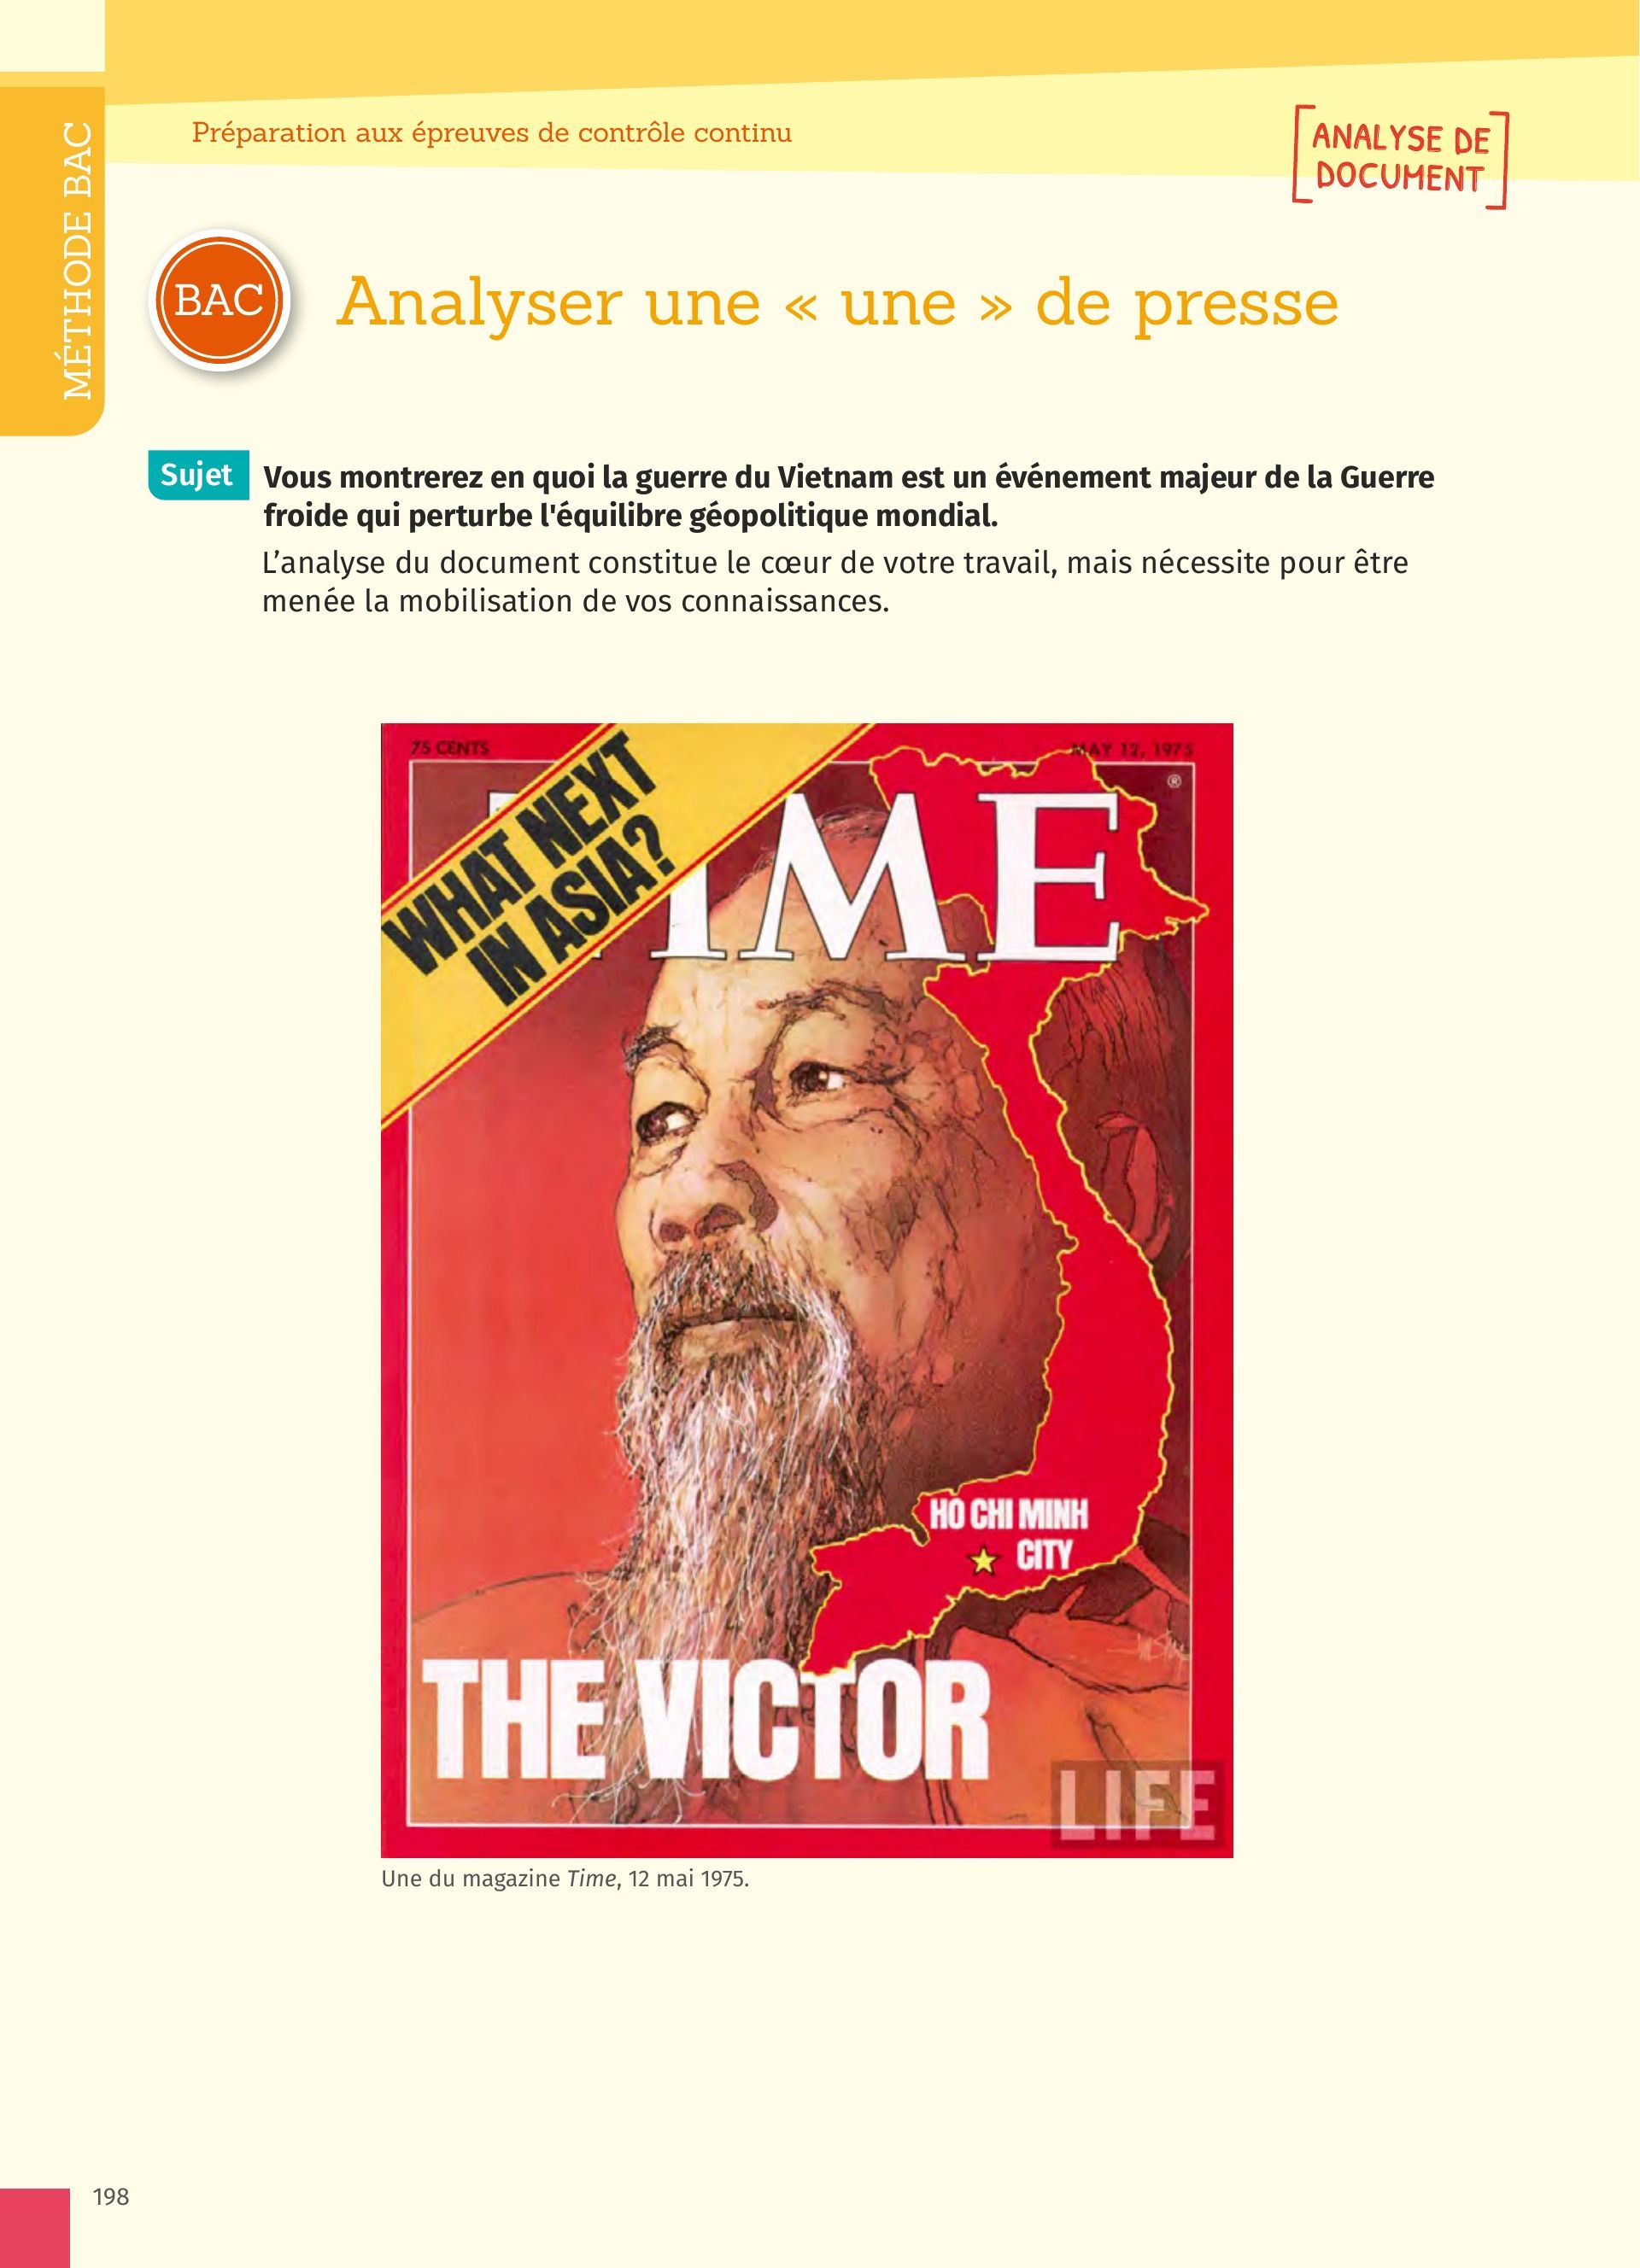 MÉTHODE BAC
Préparation aux épreuves de contrôle continu
ANALYSE DE
DOCUMENT
BAC
Analyser une « une » de presse
Sujet
Vous montrerez en quoi la guerre du Vietnam est un événement majeur de la Guerre
froide qui perturbe l'équilibre géopolitique mondial.
L’analyse du document constitue le cœur de votre travail, mais nécessite pour être
menée la mobilisation de vos connaissances.
75 CENTS
MAY 12, 1975
WHAT NEXT
IN ASIA?
TIME
®
HO CHI MINH
CITY
THE VICTOR
LIFE
Une du magazine Time, 12 mai 1975.
198